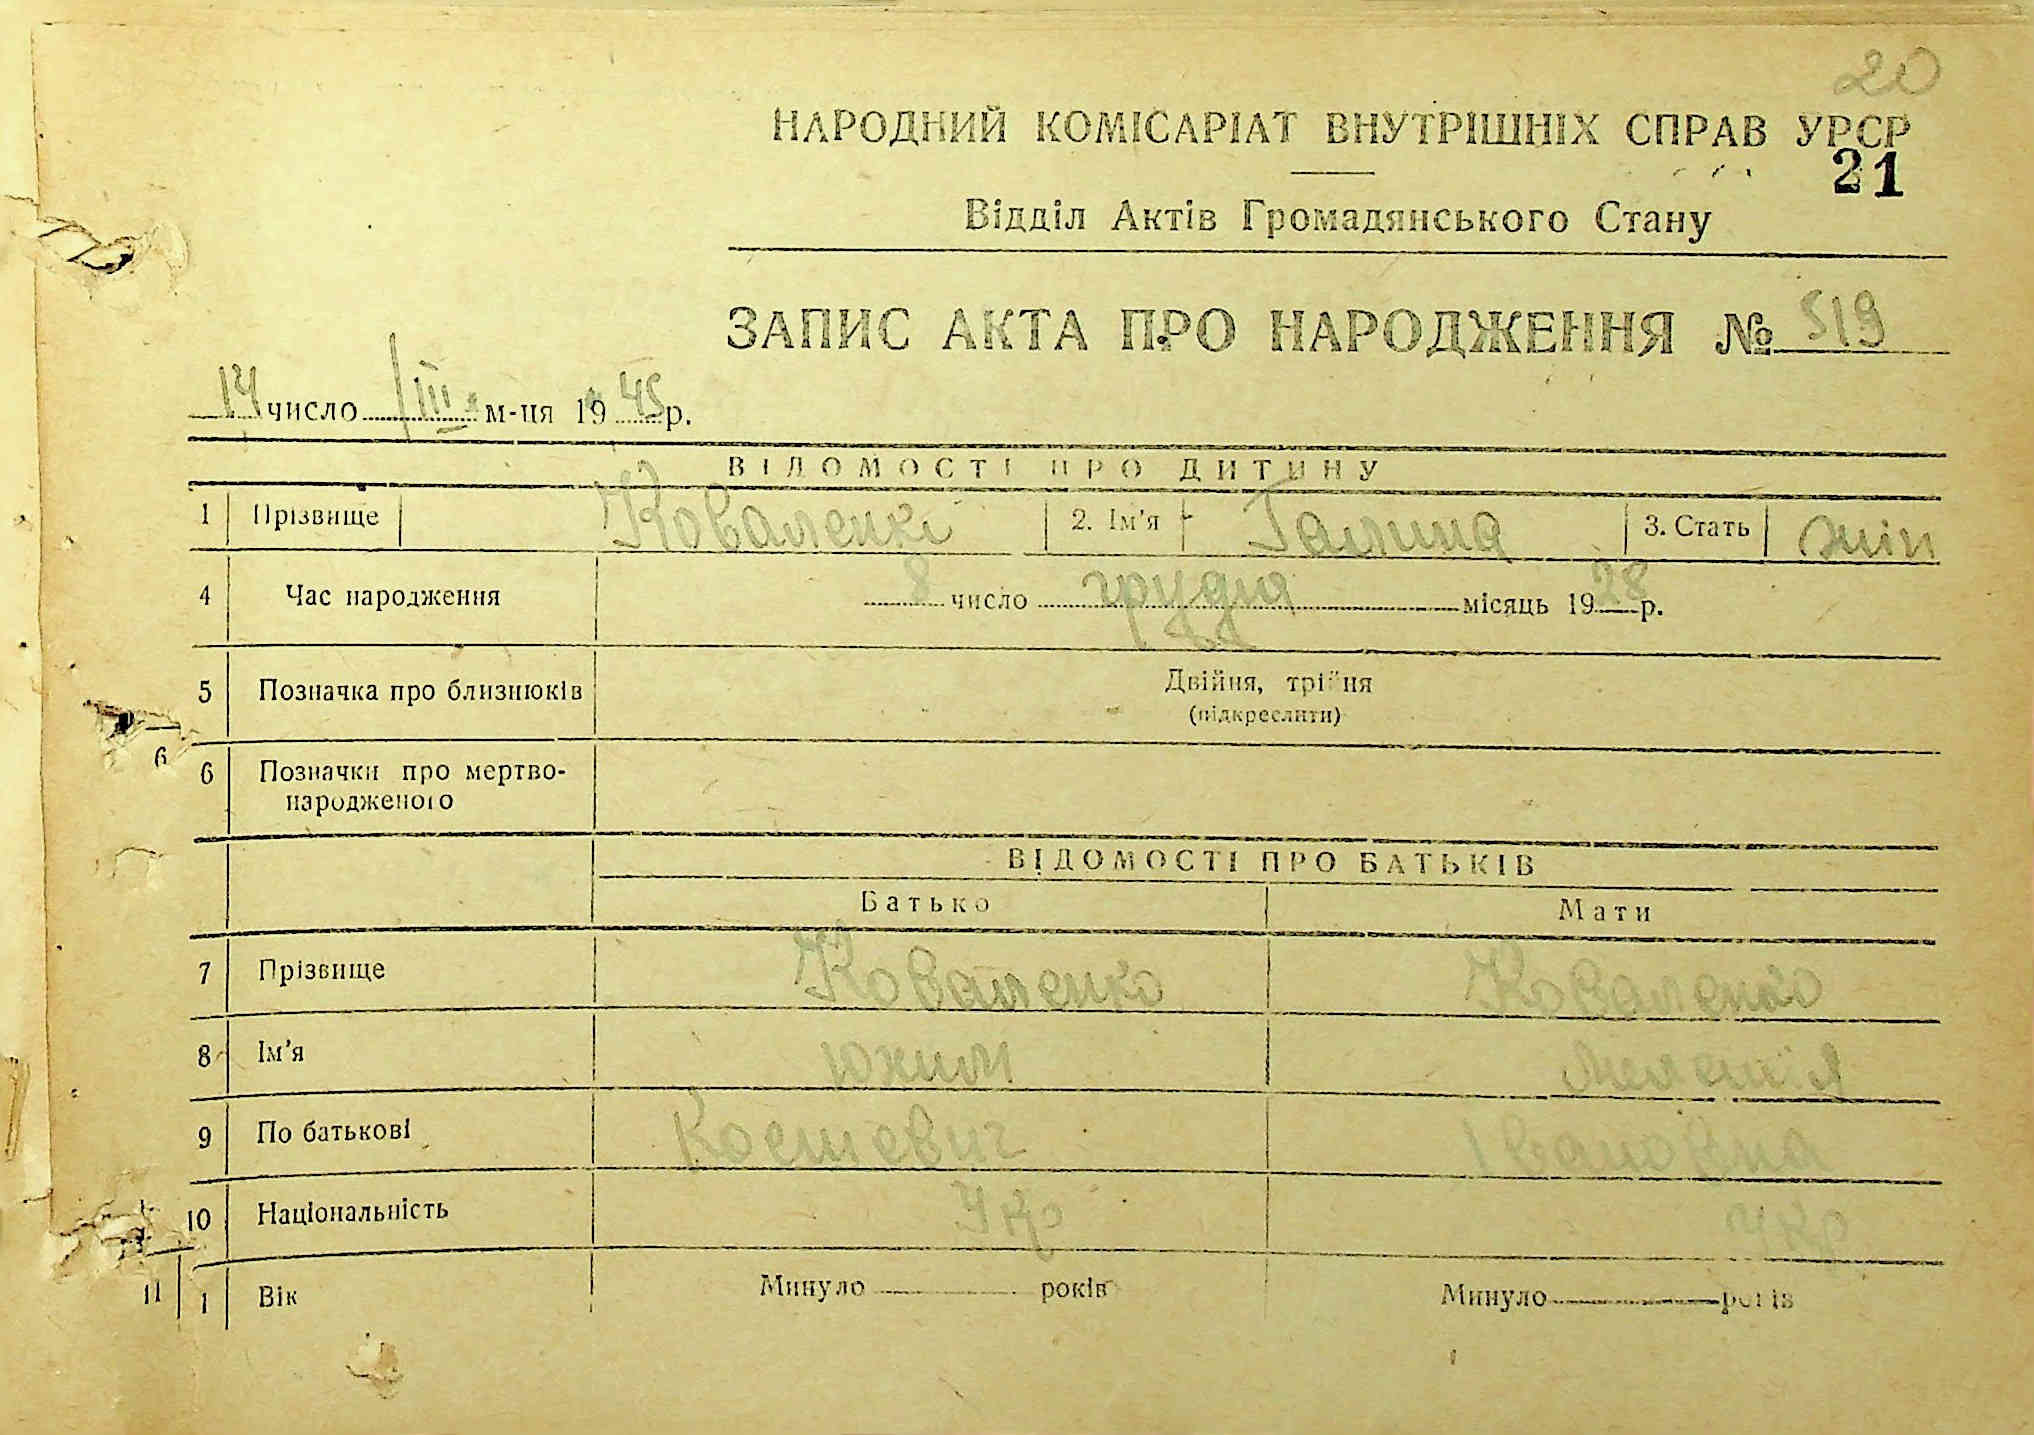 20
НАРОДНИЙ КОМІСАРІАТ ВНУТРІШНІХ СПРАВ УРСР
21
Відділ Актів Громадянського Стану
ЗАПИС АКТА ПРО НАРОДЖЕННЯ № 519
14 число III м-ця 1945 р.
ВІДОМОСТІ ПРО ДИТИНУ
1 Прізвище Коваленко 2. Ім'я Галина 3. Стать жін
4 Час народження 8 число грудня місяць 1928 р.
5 Позначка про близнюків Двійня, трійня
(підкреслити)
6 6 Позначки про мертво-
народженого
ВІДОМОСТІ ПРО БАТЬКІВ
Батько Мати
7 Прізвище Коваленко Коваленко
8 Ім'я Юхим
9 По батькові Івановна
10 Національність Укр Укр
11 1 Вік Минуло років Минуло років